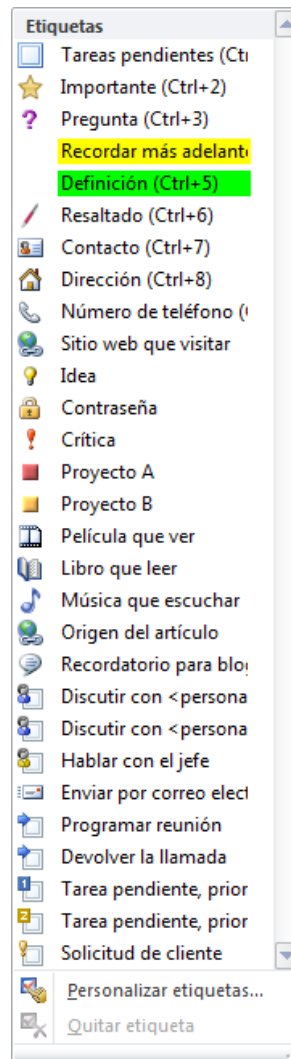 Etiquetas
Tareas pendientes (Ctr
Importante (Ctrl+2)
Pregunta (Ctrl+3)
Recordar más adelant
Definición (Ctrl+5)
Resaltado (Ctrl+6)
Contacto (Ctrl+7)
Dirección (Ctrl+8)
Número de teléfono (
Sitio web que visitar
Idea
Contraseña
Crítica
Proyecto A
Proyecto B
Película que ver
Libro que leer
Música que escuchar
Origen del artículo
Recordatorio para blo
Discutir con <persona
Discutir con <persona
Hablar con el jefe
Enviar por correo elect
Programar reunión
Devolver la llamada
1 Tarea pendiente, prior
2 Tarea pendiente, prior
Solicitud de cliente
Personalizar etiquetas...
Quitar etiqueta